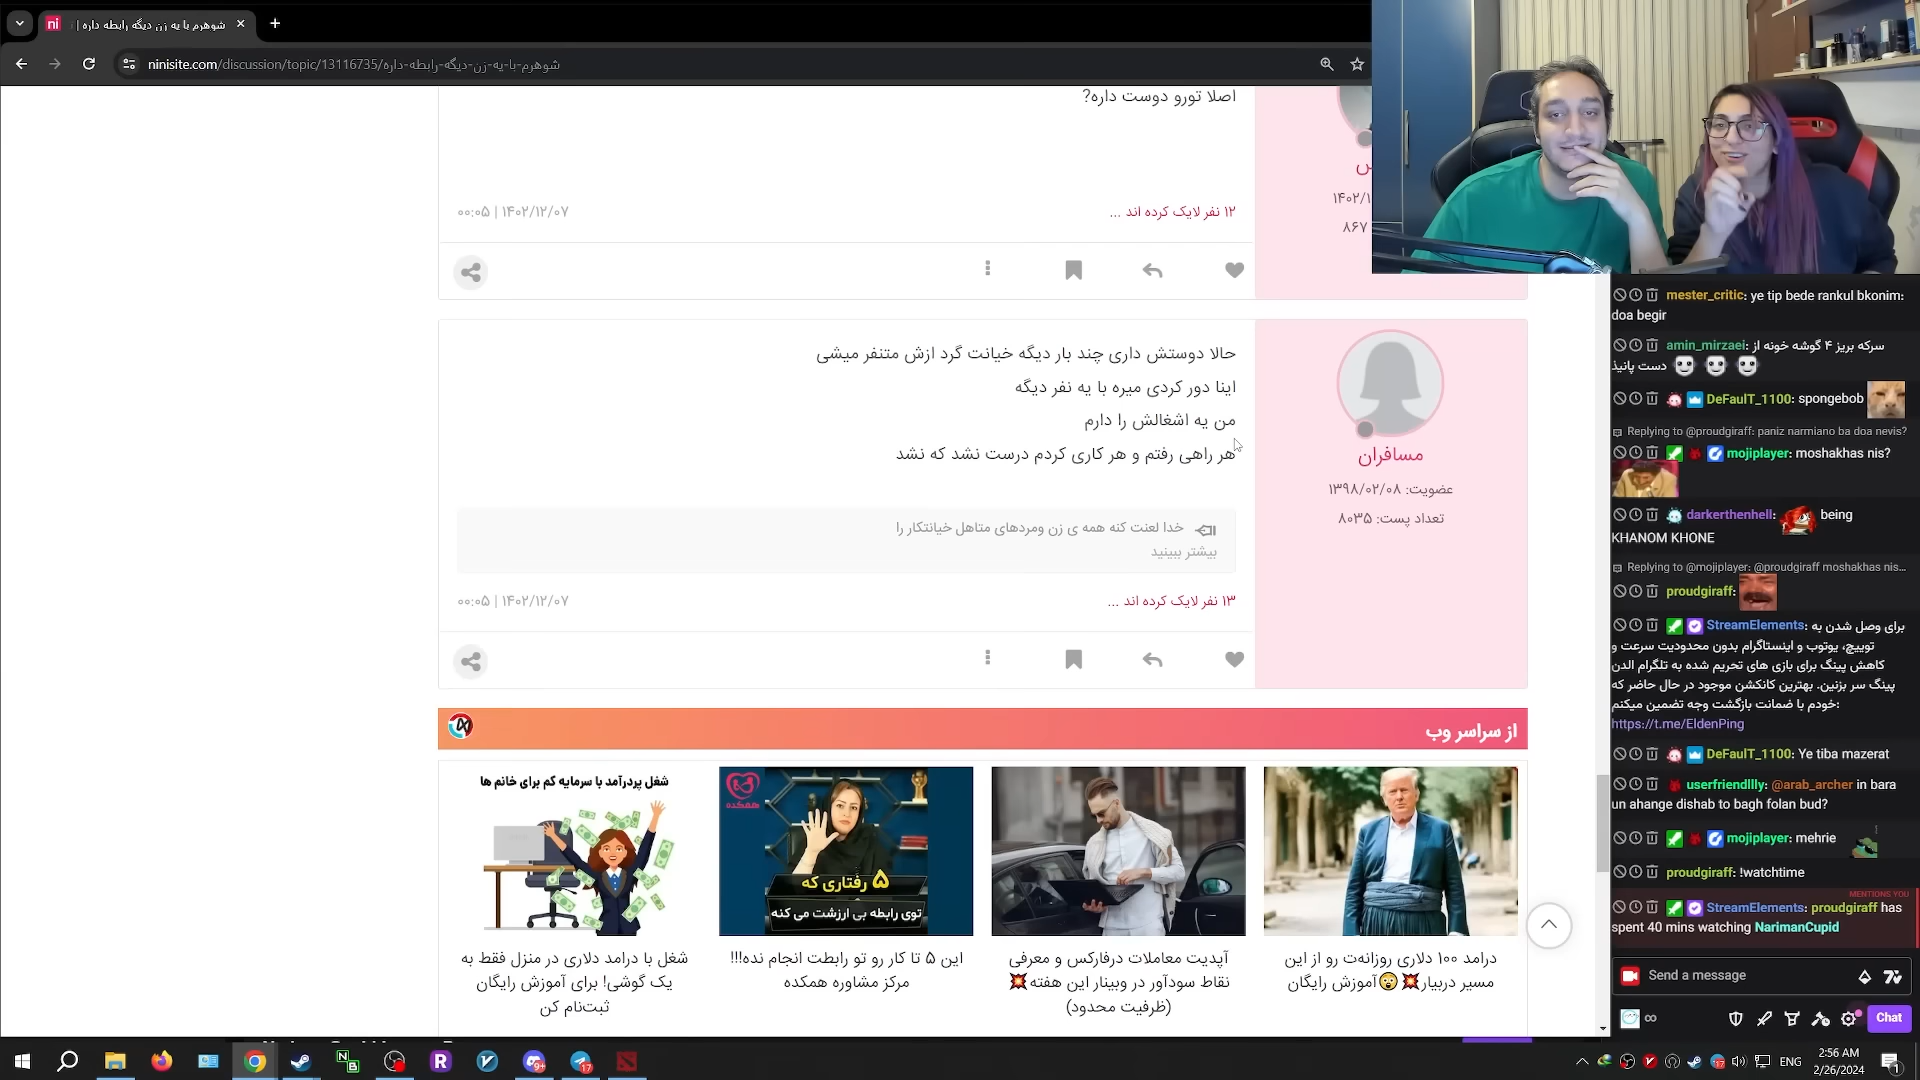 شوهرم با یه زن دیگه رابطه داره |
ninisite.com/discussion/topic/13116735/شوهرم-با-یه-زن-دیگه-رابطه-داره
اصلا تورو دوست داره?
۱۲ نفر لایک کرده اند ...
۱۴۰۲/۱۲/۰۷ | ۰۰:۰۵
۱۴۰۲/۱
۸۶۷
حالا دوستش داری چند بار دیگه خیانت گرد ازش متنفر میشی
اینا دور کردی میره با یه نفر دیگه
من یه اشغالش را دارم
هر راهی رفتم و هر کاری کردم درست نشد که نشد
خدا لعنت کنه همه ی زن ومردهای متاهل خیانتکار را
بیشتر ببینید
۱۳ نفر لایک کرده اند ...
۱۴۰۲/۱۲/۰۷ | ۰۰:۰۵
مسافران
عضویت: ۱۳۹۸/۰۲/۰۸
تعداد پست: ۸۰۳۵
از سراسر وب
درامد ۱۰۰ دلاری روزانه‌ت رو از این
مسیر دربیار💥😲آموزش رایگان
آپدیت معاملات درفارکس و معرفی
نقاط سودآور در وبینار این هفته💥
(ظرفیت محدود)
همکده
۵ رفتاری که
توی رابطه بی ارزشت می کنه
این ۵ تا کار رو تو رابطت انجام نده!!!
مرکز مشاوره همکده
شغل پردرآمد با سرمایه کم برای خانم ها
شغل با درامد دلاری در منزل فقط به
یک گوشی! برای آموزش رایگان
ثبت‌نام کن
mester_critic: ye tip bede rankul bkonim:
doa begir
amin_mirzaei: سرکه بریز ۴ گوشه خونه از
دست پانیذ
DeFaulT_1100: spongebob
Replying to @proudgiraff: paniz narmiano ba doa nevis?
mojiplayer: moshakhas nis?
darkerthenhell: being
KHANOM KHONE
Replying to @mojiplayer: @proudgiraff moshakhas nis...
proudgiraff:
StreamElements: برای وصل شدن به
توییچ، یوتوب و اینستاگرام بدون محدودیت سرعت و
کاهش پینگ برای بازی های تحریم شده به تلگرام الدن
پینگ سر بزنین. بهترین کانکشن موجود در حال حاضر که
خودم با ضمانت بازگشت وجه تضمین میکنم:
https://t.me/EldenPing
DeFaulT_1100: Ye tiba mazerat
userfriendllly: @arab_archer in bara
un ahange dishab to bagh folan bud?
mojiplayer: mehrie
proudgiraff: !watchtime
MENTIONS YOU
StreamElements: proudgiraff has
spent 40 mins watching NarimanCupid
Send a message
Chat
ENG
2:56 AM
2/26/2024